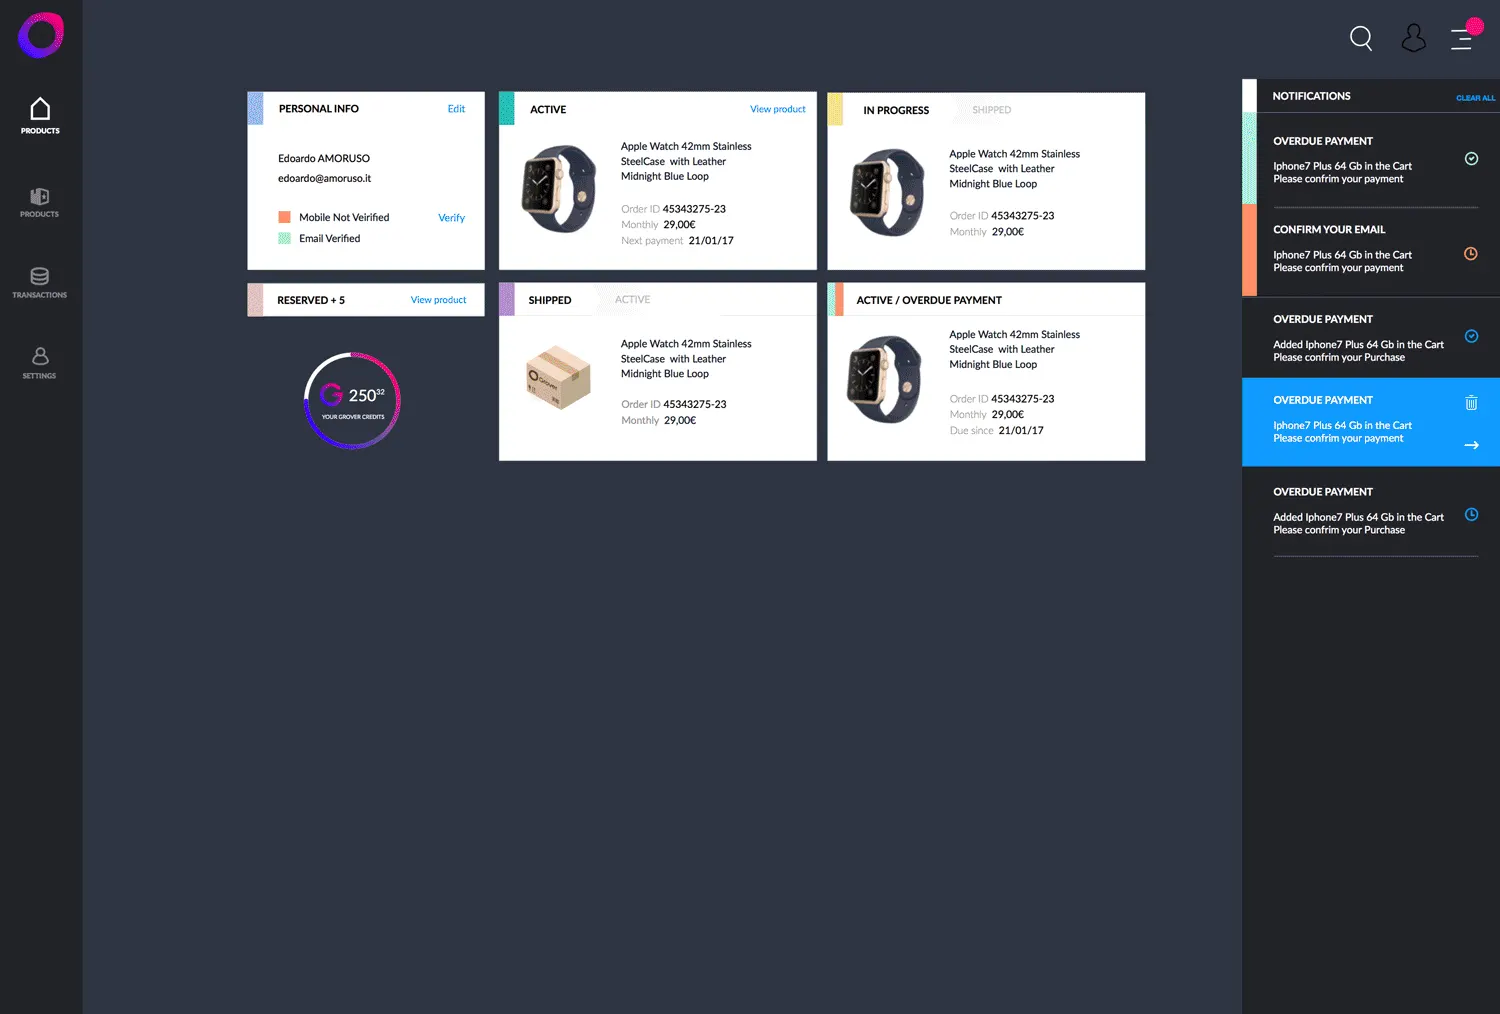 PRODUCTS
PRODUCTS
TRANSACTIONS
SETTINGS
PERSONAL INFO
Edit
Edoardo AMORUSO
edoardo@amoruso.it
Mobile Not Veirified
Verify
Email Verified
RESERVED + 5
View product
G 250³²
YOUR GROVER CREDITS
ACTIVE
View product
Apple Watch 42mm Stainless
SteelCase with Leather
Midnight Blue Loop
Order ID 45343275-23
Monthly 29,00€
Next payment 21/01/17
IN PROGRESS
SHIPPED
Apple Watch 42mm Stainless
SteelCase with Leather
Midnight Blue Loop
Order ID 45343275-23
Monthly 29,00€
SHIPPED
ACTIVE
Grover
Apple Watch 42mm Stainless
SteelCase with Leather
Midnight Blue Loop
Order ID 45343275-23
Monthly 29,00€
ACTIVE / OVERDUE PAYMENT
Apple Watch 42mm Stainless
SteelCase with Leather
Midnight Blue Loop
Order ID 45343275-23
Monthly 29,00€
Due since 21/01/17
NOTIFICATIONS
CLEAR ALL
OVERDUE PAYMENT
Iphone7 Plus 64 Gb in the Cart
Please confrim your payment
CONFIRM YOUR EMAIL
Iphone7 Plus 64 Gb in the Cart
Please confrim your payment
OVERDUE PAYMENT
Added Iphone7 Plus 64 Gb in the Cart
Please confrim your Purchase
OVERDUE PAYMENT
Iphone7 Plus 64 Gb in the Cart
Please confrim your payment
OVERDUE PAYMENT
Added Iphone7 Plus 64 Gb in the Cart
Please confrim your Purchase